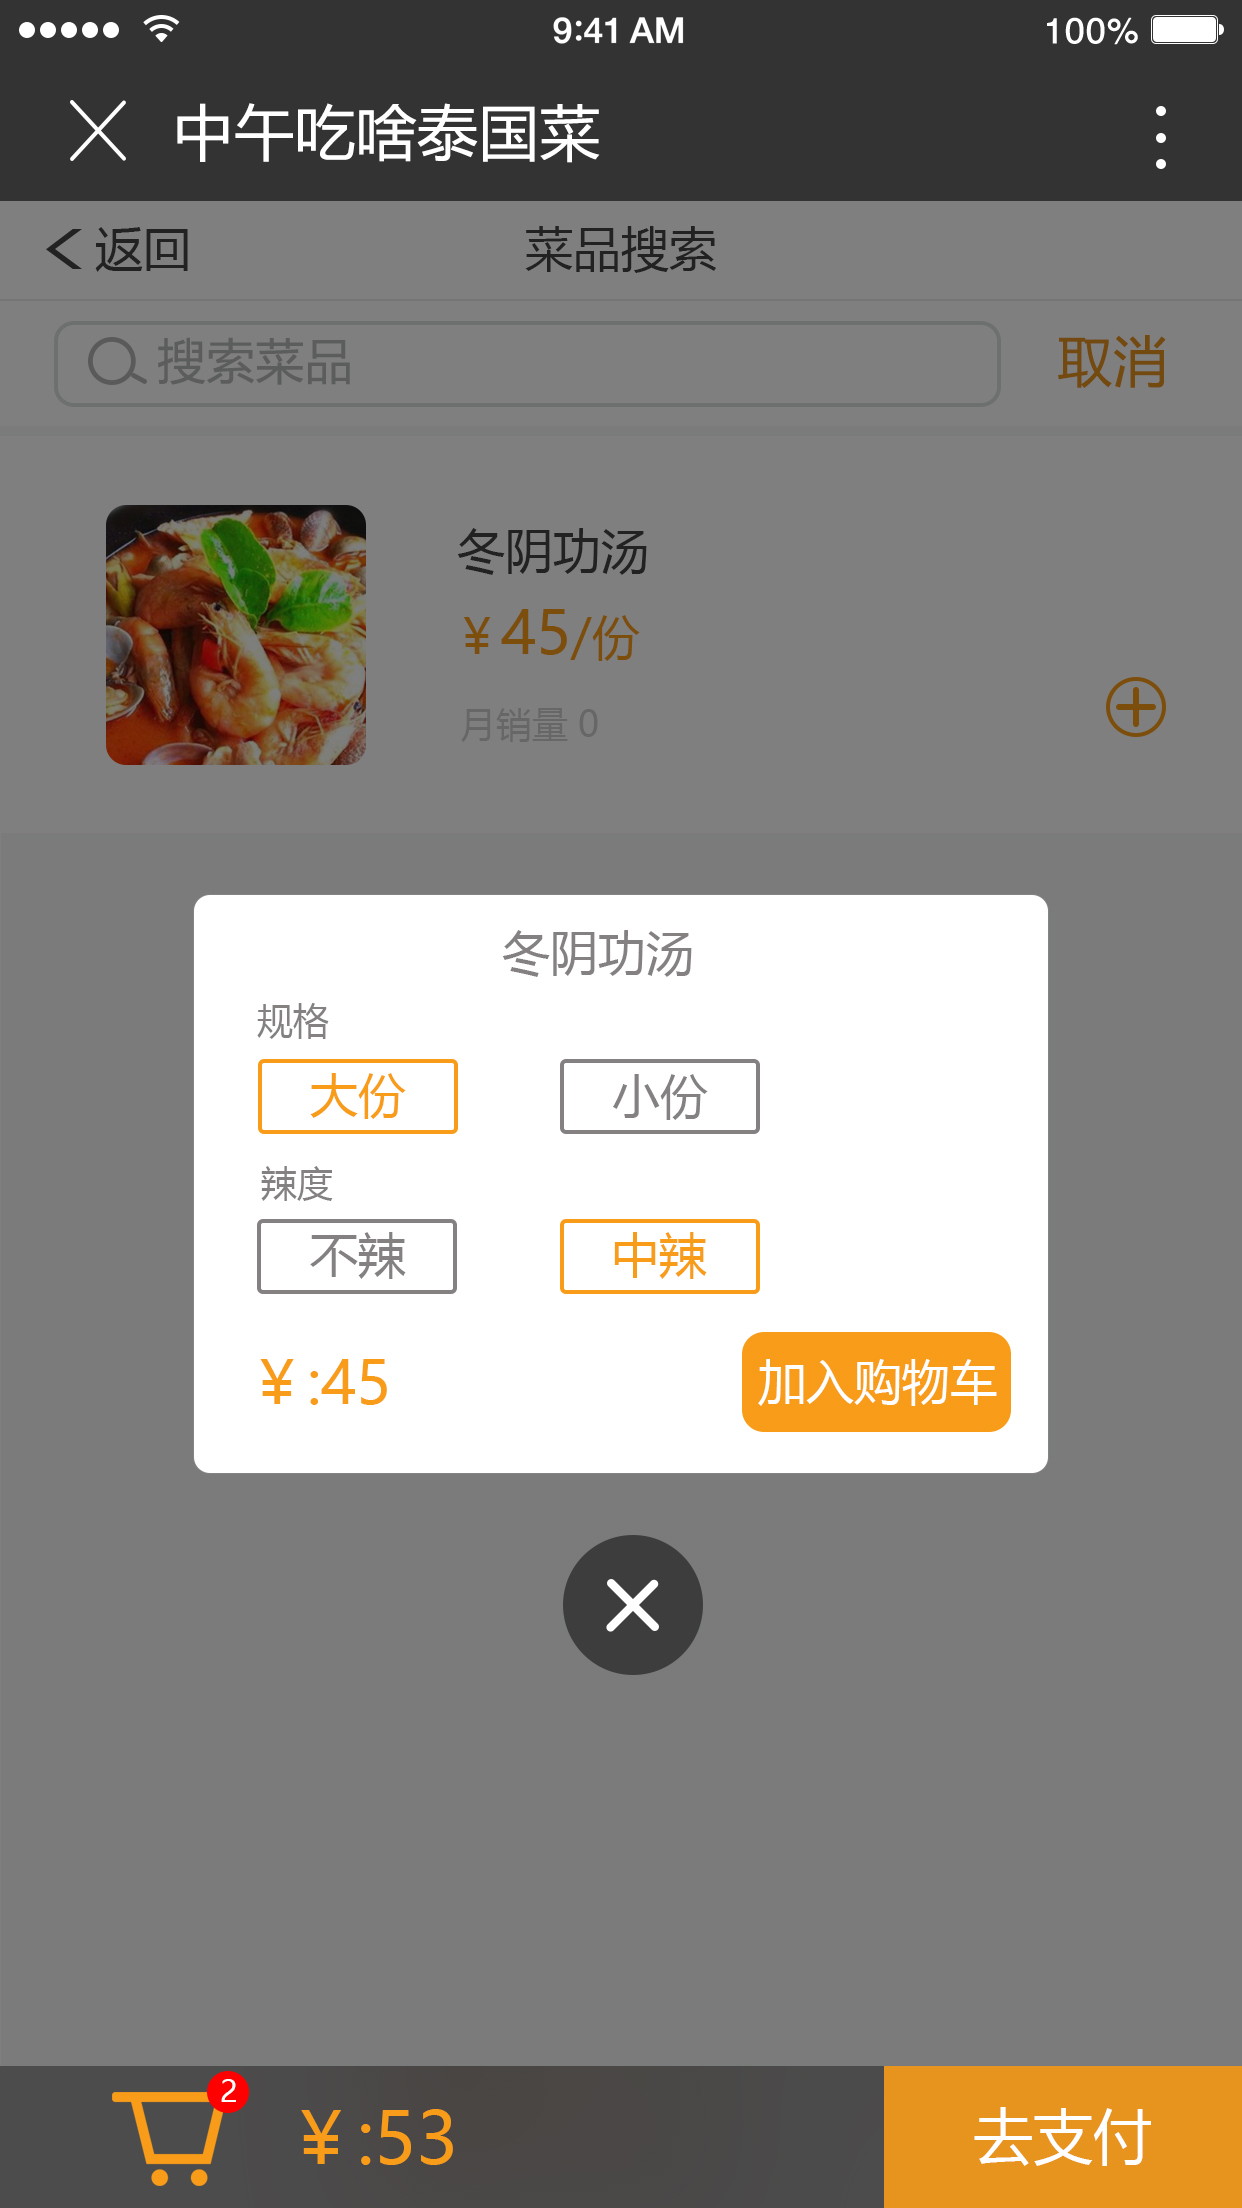 9:41 AM
100%
中午吃啥泰国菜
返回
菜品搜索
搜索菜品
取消
冬阴功汤
¥45/份
月销量 0
冬阴功汤
规格
大份
小份
辣度
不辣
中辣
¥:45
加入购物车
2
¥:53
去支付